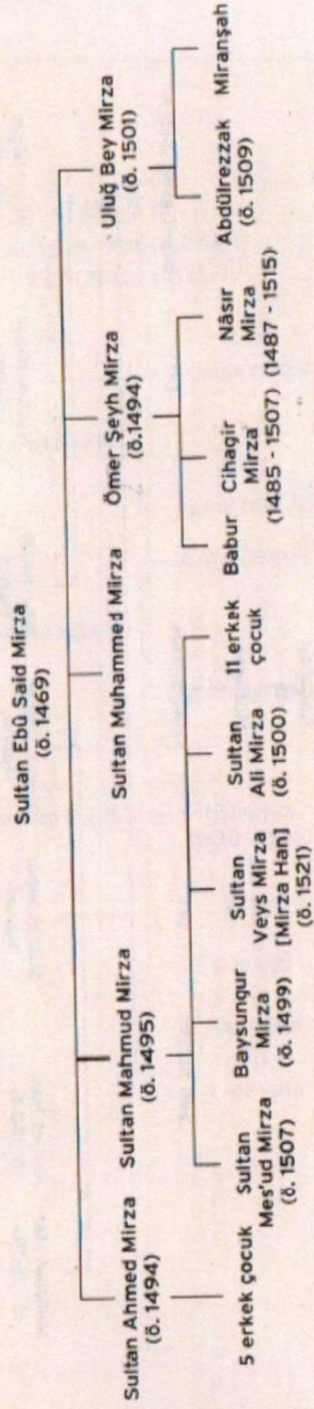 Sultan Ebû Said Mirza
(ö. 1469)
Sultan Ahmed Mirza
(ö. 1494)
Sultan Mahmud Mirza
(ö. 1495)
Sultan Muhammed Mirza
Ömer Şeyh Mirza
(ö.1494)
Uluğ Bey Mirza
(ö. 1501)
5 erkek çocuk
Sultan
Mes'ud Mirza
(ö. 1507)
Baysungur
Mirza
(ö. 1499)
Sultan
Veys Mirza
[Mirza Han]
(ö. 1521)
Sultan
Ali Mirza
(ö. 1500)
11 erkek
çocuk
Babur
Cihagir
Mirza
(1485 - 1507)
Nâsır
Mirza
(1487 - 1515)
Abdülrezzak
(ö. 1509)
Miranşah